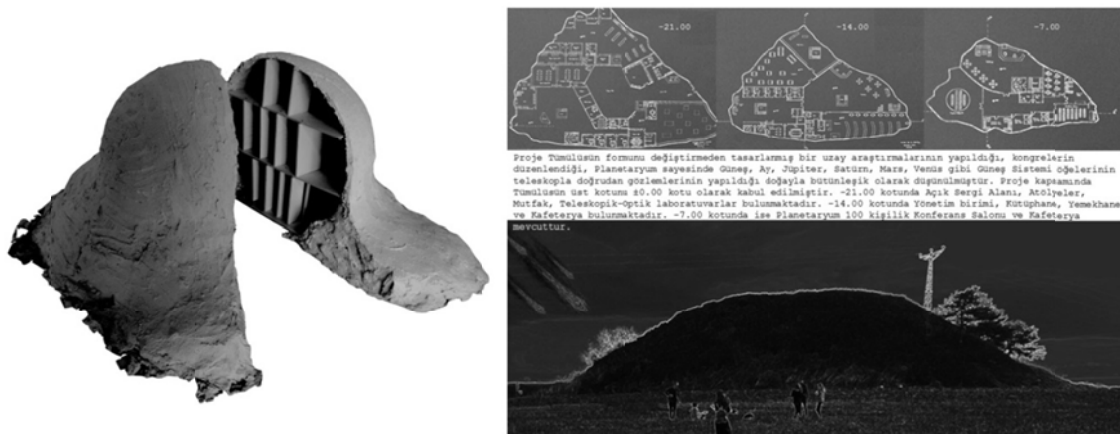 -21.00
-14.00
-7.00
Proje Tümülüsün formunu değiştirmeden tasarlanmış bir uzay araştırmalarının yapıldığı, kongrelerin
düzenlendiği, Planetaryum sayesinde Güneş, Ay, Jüpiter, Satürn, Mars, Venüs gibi Güneş Sistemi Öğelerinin
teleskopla doğrudan gözlemlerinin yapıldığı doğayla bütünleşik olarak düşünülmüştür. Proje kapsamında
Tümülüsün üst kotunu ±0.00 kotu olarak kabul edilmiştir. -21.00 kotunda Açık Sergi Alanı, Atölyeler,
Mutfak, Teleskopik-Optik laboratuvarlar bulunmaktadır. -14.00 kotunda Yönetim birimi, Kütüphane, Yemekhane
ve Kafeterya bulunmaktadır. -7.00 kotunda ise Planetaryum 100 kişilik Konferans Salonu ve Kafeterya
mevcuttur.